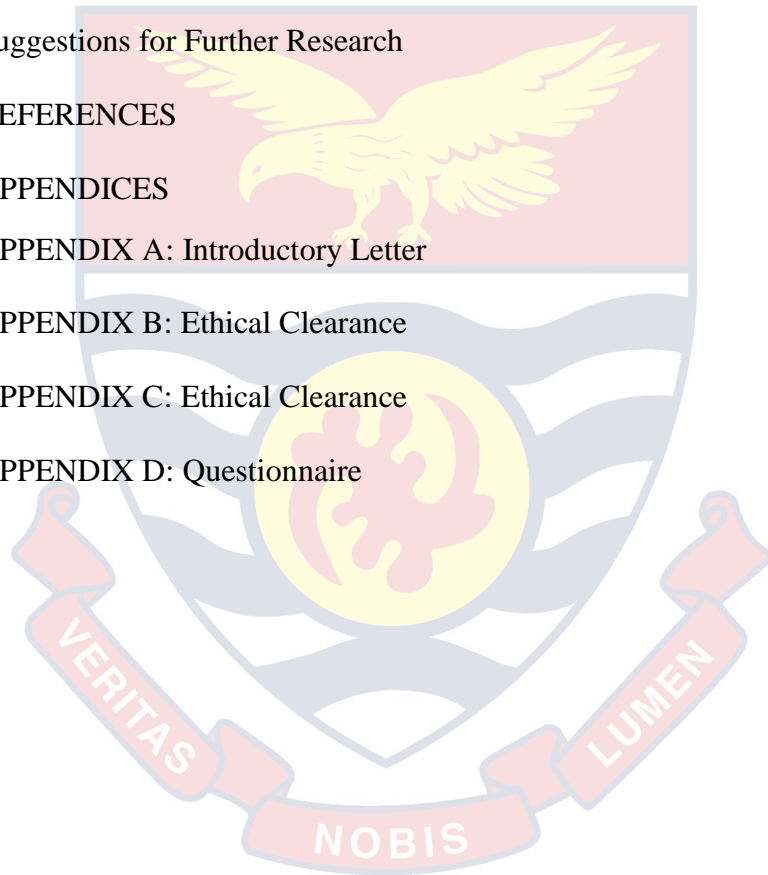 uggestions for Further Research
EFERENCES
PPENDICES
PPENDIX A: Introductory Letter
PPENDIX B: Ethical Clearance
PPENDIX C: Ethical Clearance
PPENDIX D: Questionnaire
VERITAS
NOBIS
LUMEN